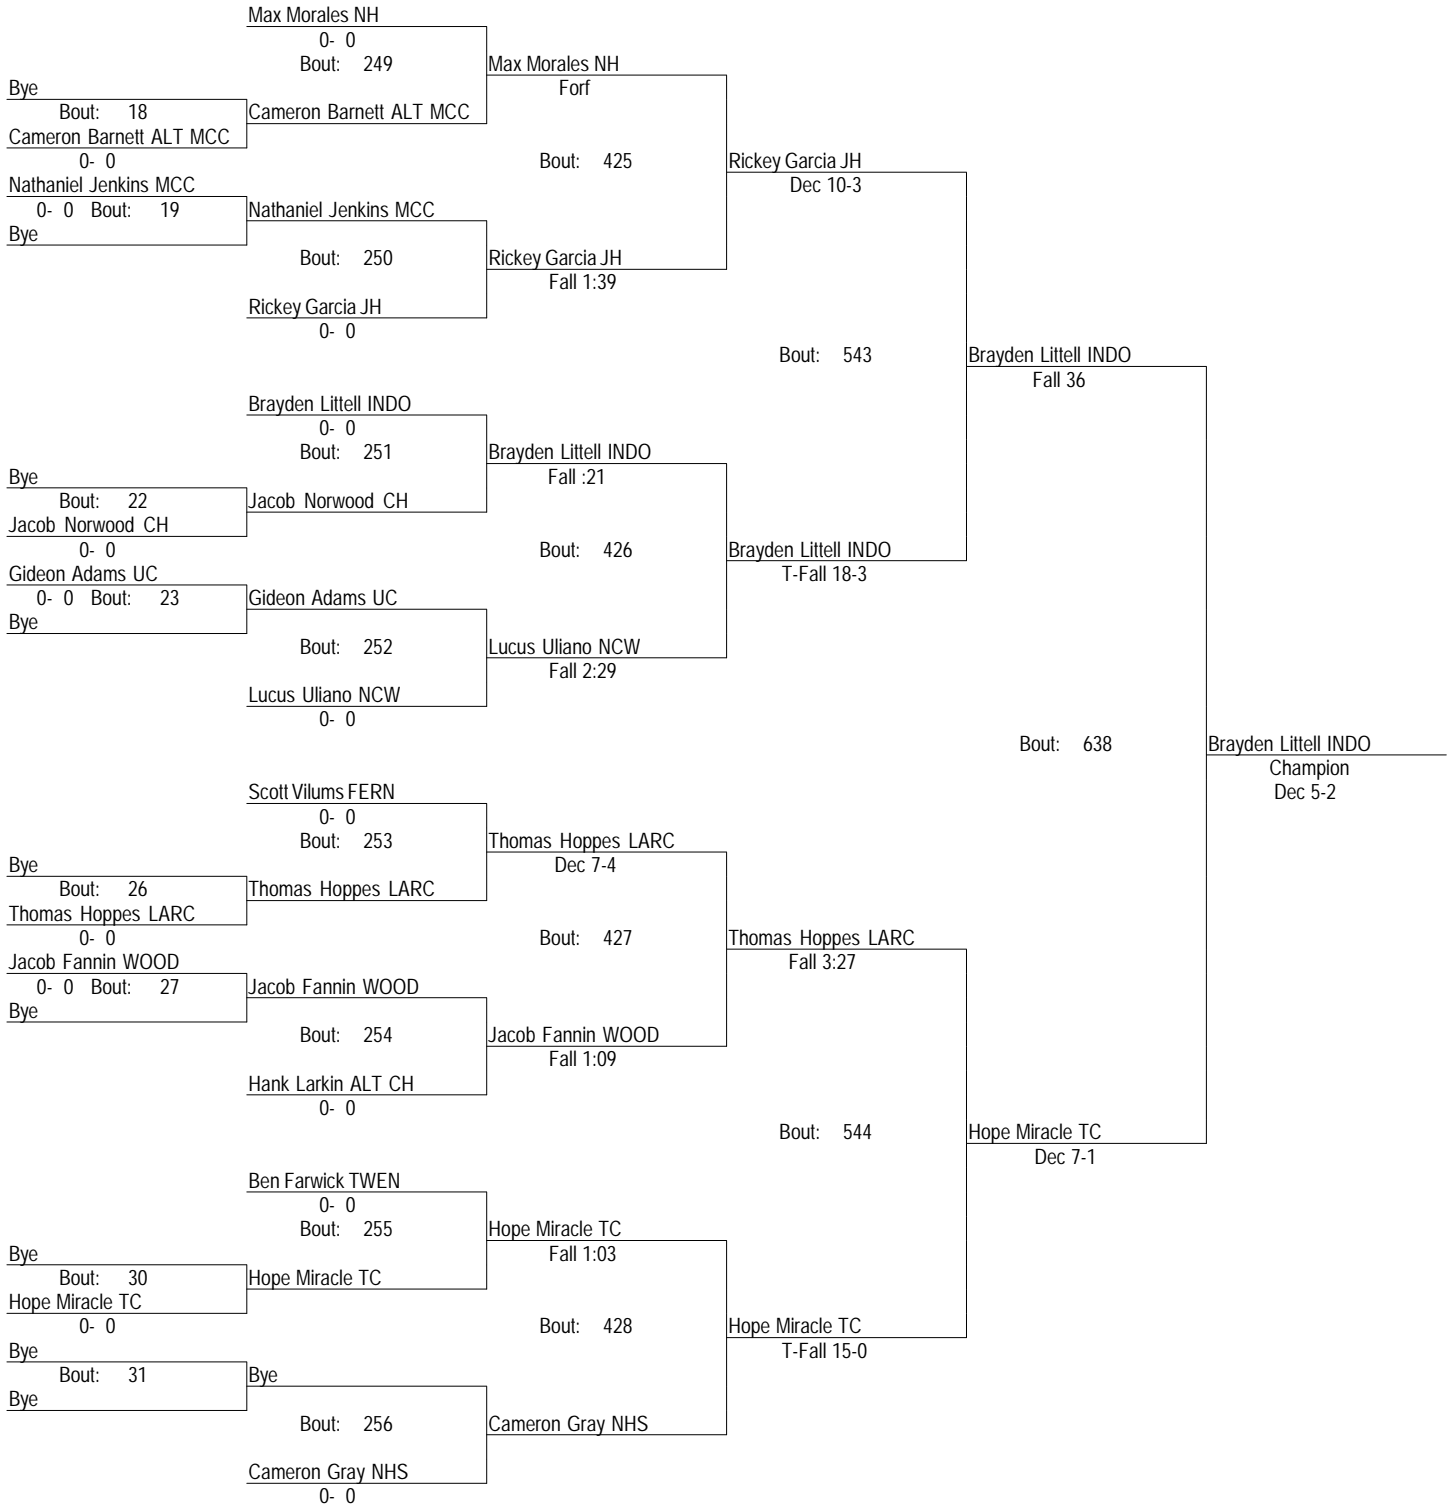 Max Morales NH
0- 0
Bout: 249
Max Morales NH
Forf
Bye
Bout: 18
Cameron Barnett ALT MCC
Cameron Barnett ALT MCC
0- 0
Bout: 425
Rickey Garcia JH
Dec 10-3
Nathaniel Jenkins MCC
0- 0 Bout: 19
Nathaniel Jenkins MCC
Bye
Bout: 250
Rickey Garcia JH
Fall 1:39
Rickey Garcia JH
0- 0
Bout: 543
Brayden Littell INDO
Fall 36
Brayden Littell INDO
0- 0
Bout: 251
Brayden Littell INDO
Fall :21
Bye
Bout: 22
Jacob Norwood CH
Jacob Norwood CH
0- 0
Bout: 426
Brayden Littell INDO
T-Fall 18-3
Gideon Adams UC
0- 0 Bout: 23
Gideon Adams UC
Bye
Bout: 252
Lucus Uliano NCW
Fall 2:29
Lucus Uliano NCW
0- 0
Bout: 638
Brayden Littell INDO
Champion
Dec 5-2
Scott Vilums FERN
0- 0
Bout: 253
Thomas Hoppes LARC
Dec 7-4
Bye
Bout: 26
Thomas Hoppes LARC
Thomas Hoppes LARC
0- 0
Bout: 427
Thomas Hoppes LARC
Fall 3:27
Jacob Fannin WOOD
0- 0 Bout: 27
Jacob Fannin WOOD
Bye
Bout: 254
Jacob Fannin WOOD
Fall 1:09
Hank Larkin ALT CH
0- 0
Bout: 544
Hope Miracle TC
Dec 7-1
Ben Farwick TWEN
0- 0
Bout: 255
Hope Miracle TC
Fall 1:03
Bye
Bout: 30
Hope Miracle TC
Hope Miracle TC
0- 0
Bout: 428
Hope Miracle TC
T-Fall 15-0
Bye
Bout: 31
Bye
Bye
Bout: 256
Cameron Gray NHS
Cameron Gray NHS
0- 0